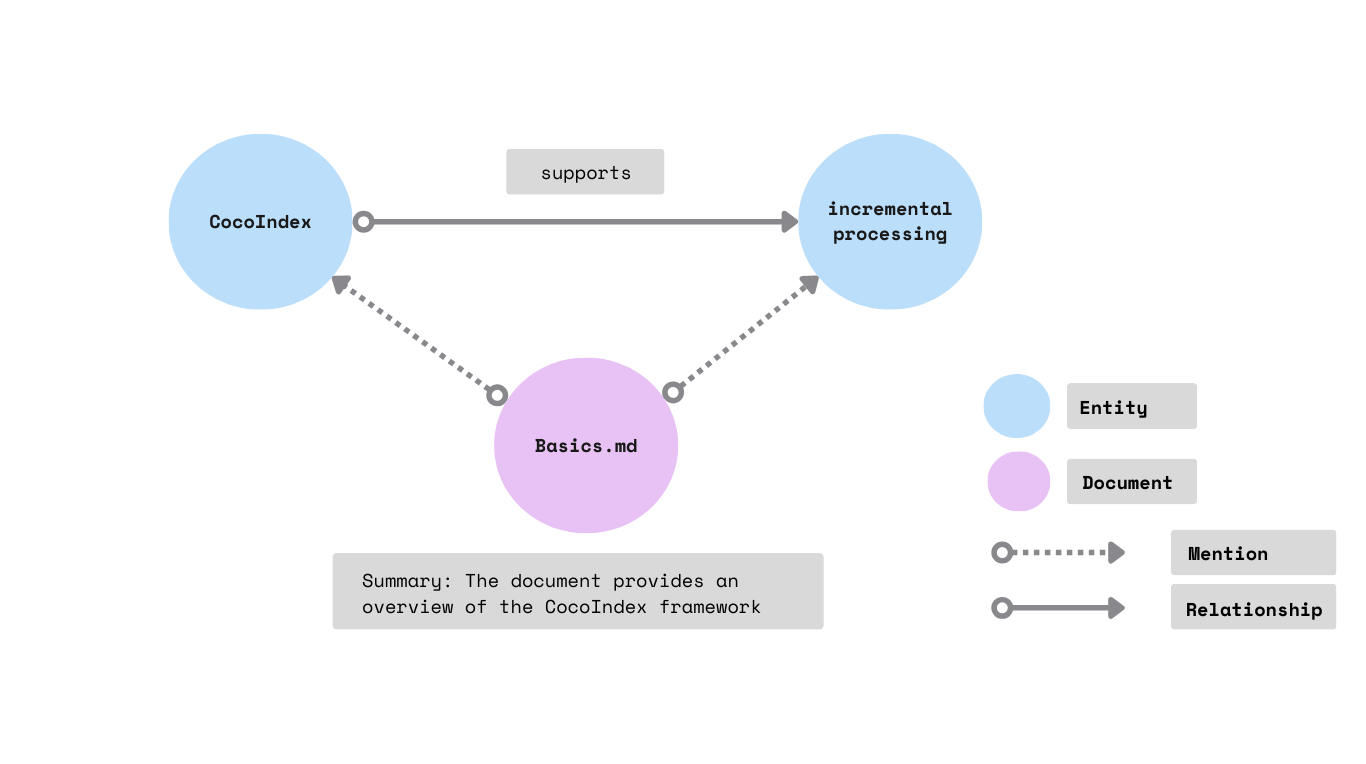 supports
CocoIndex
incremental
processing
Basics.md
Entity
Document
Mention
Relationship
Summary: The document provides an
overview of the CocoIndex framework